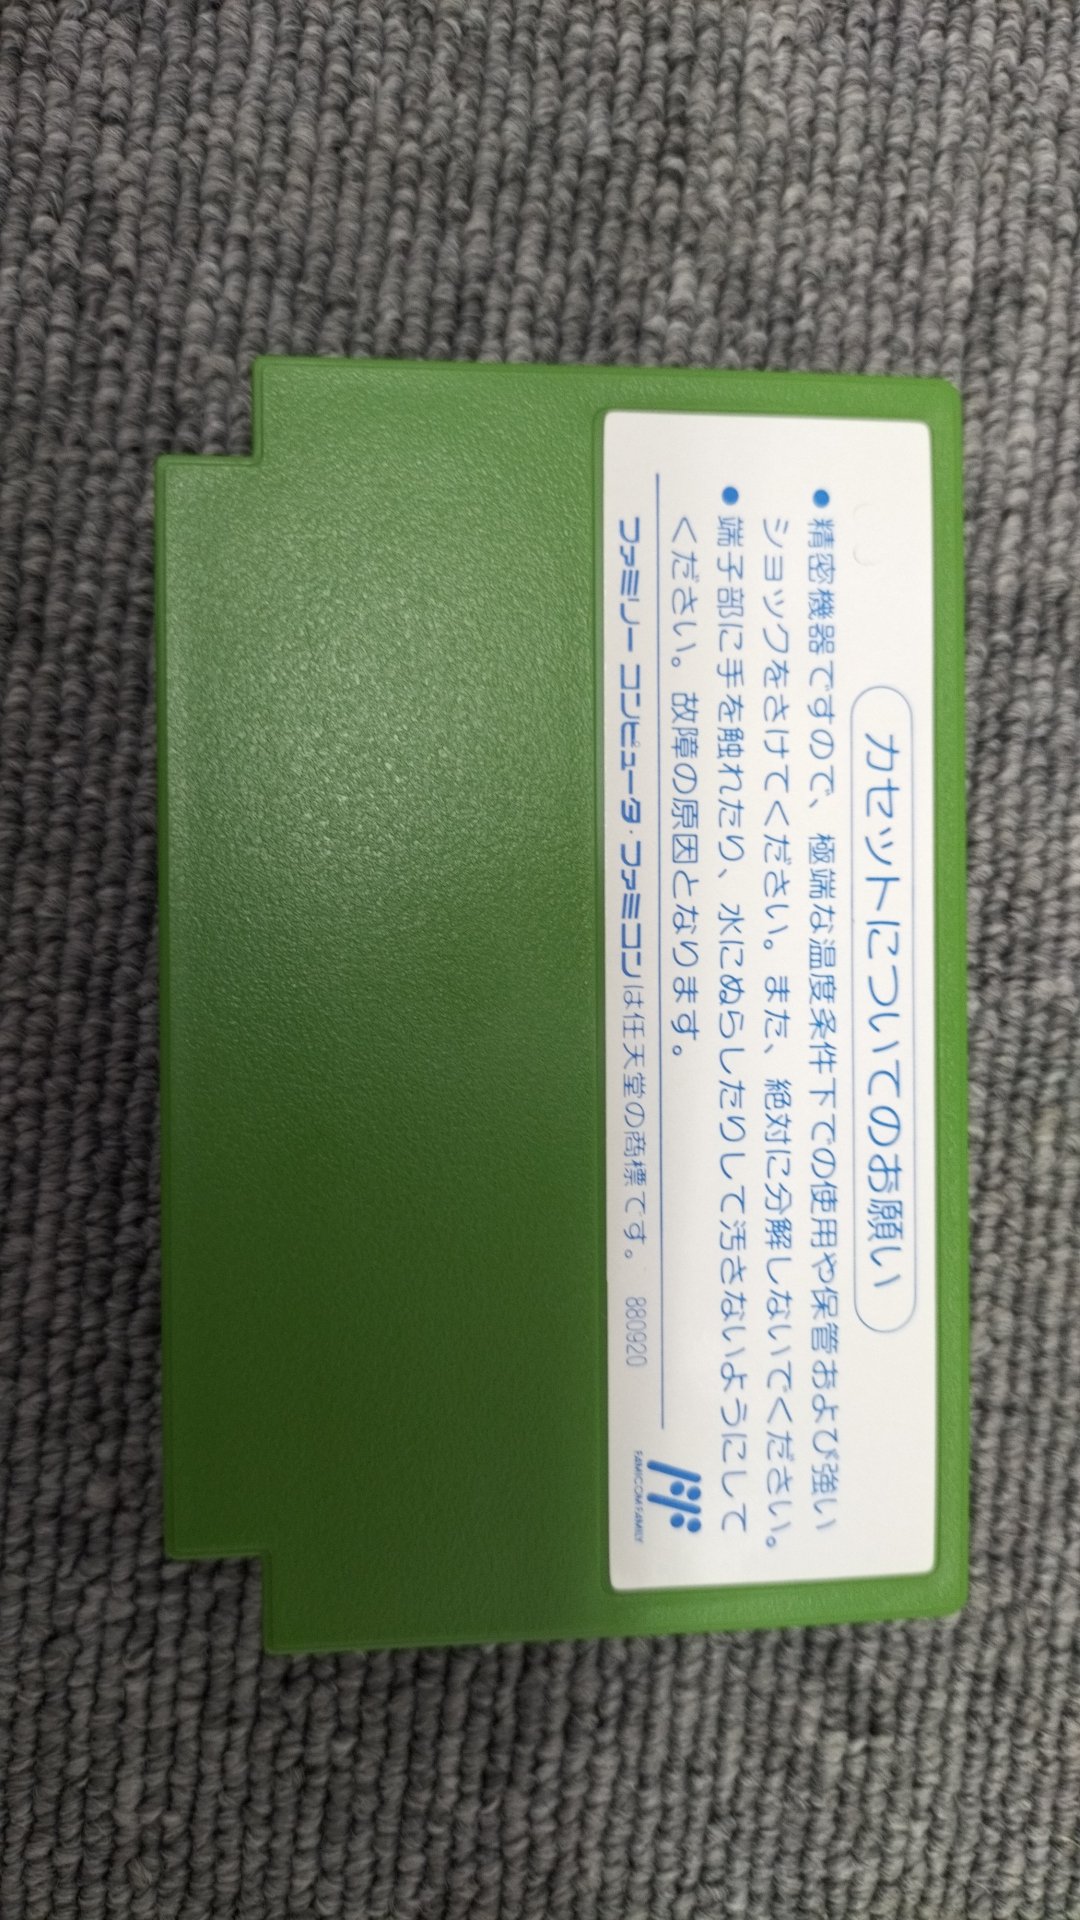 カセットについてのお願い
●精密機器ですので、極端な温度条件下での使用や保管および強い
ショックをさけてください。また、絶対に分解しないでください。
●端子部に手を触れたり、水にぬらしたりして汚さないようにして
ください。故障の原因となります。
ファミリー コンピュータ・ファミコンは任天堂の商標です。 880920
FAMICOM FAMILY